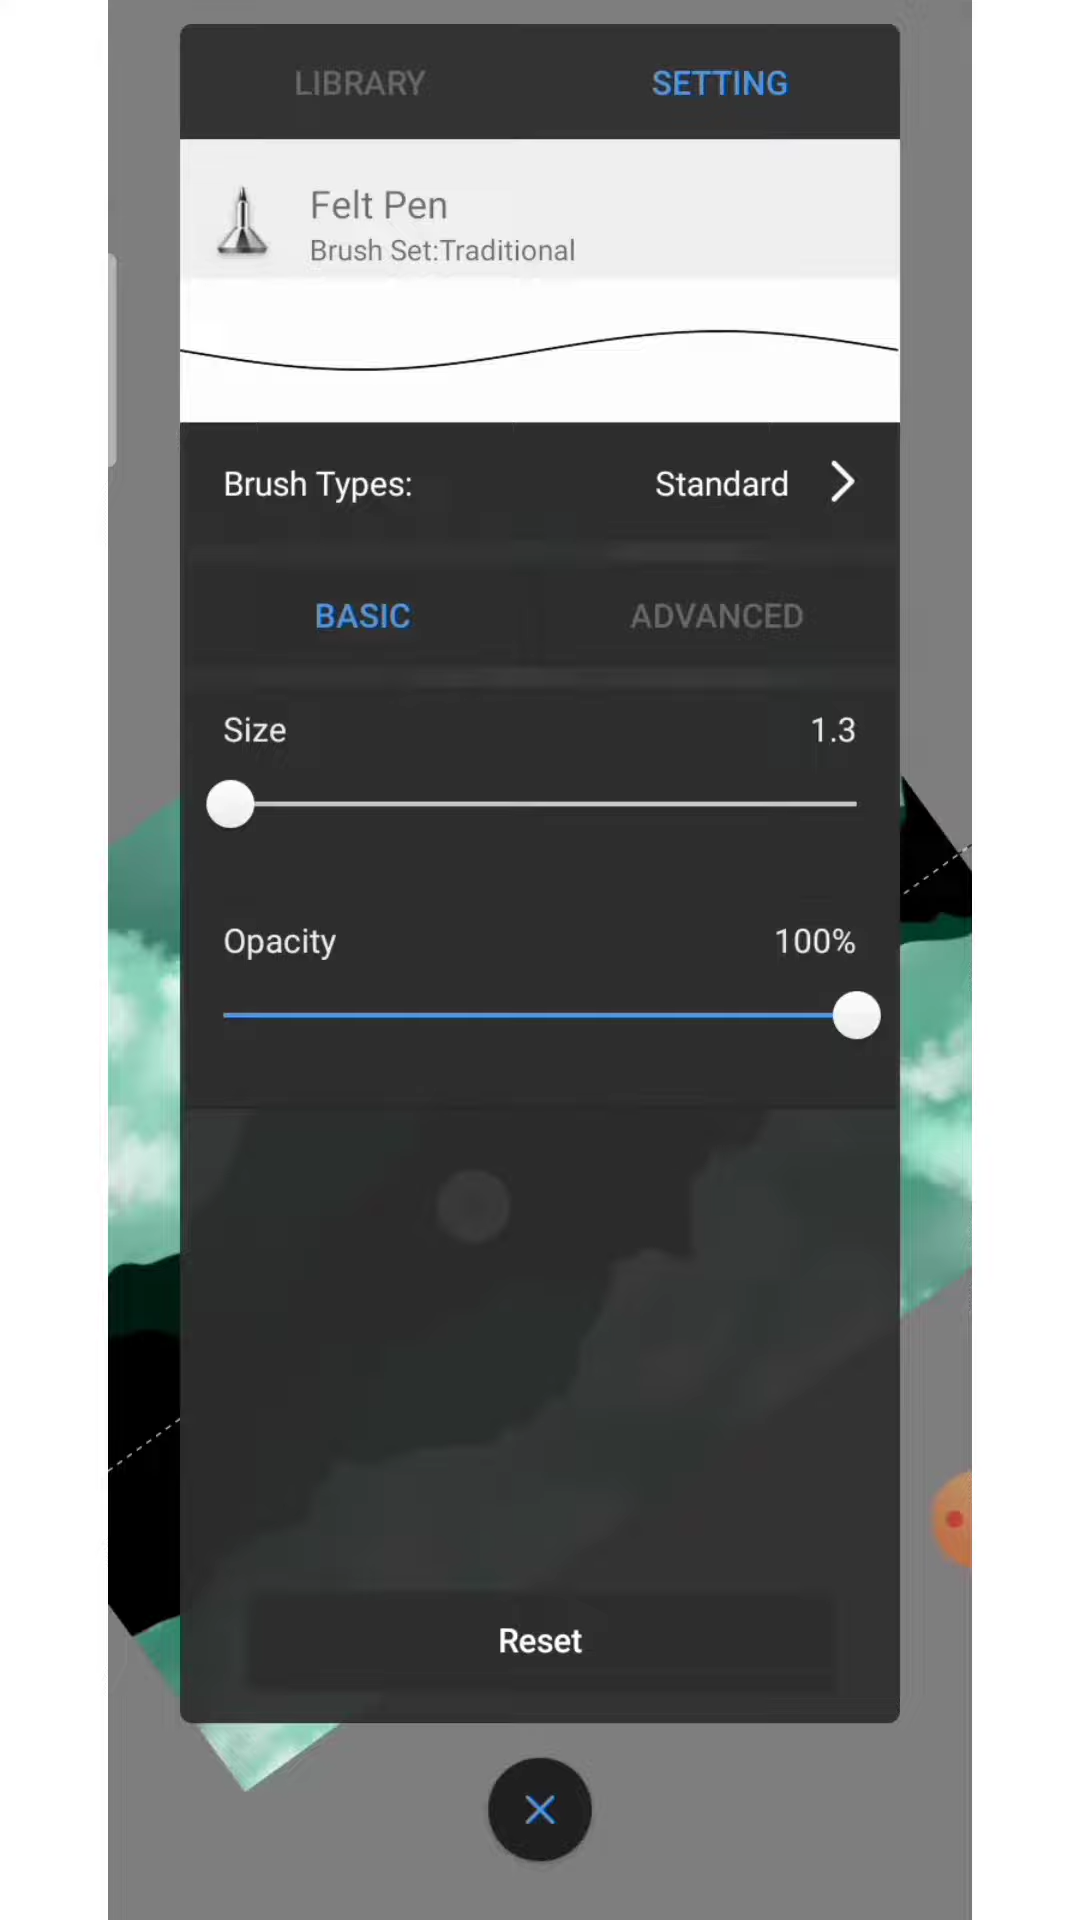 LIBRARY SETTING
Felt Pen
Brush Set:Traditional
Brush Types: Standard
BASIC ADVANCED
Size 1.3
Opacity 100%
Reset